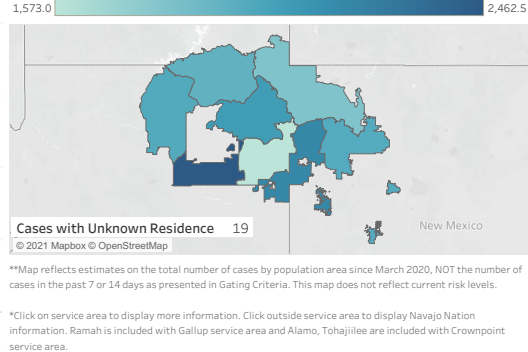 1,573.0 2,462.5
New Mexico
Cases with Unknown Residence 19
© 2021 Mapbox © OpenStreetMap
**Map reflects estimates on the total number of cases by population area since March 2020, NOT the number of
cases in the past 7 or 14 days as presented in Gating Criteria. This map does not reflect current risk levels.
*Click on service area to display more information. Click outside service area to display Navajo Nation
information. Ramah is included with Gallup service area and Alamo, Tohajiilee are included with Crownpoint
service area.